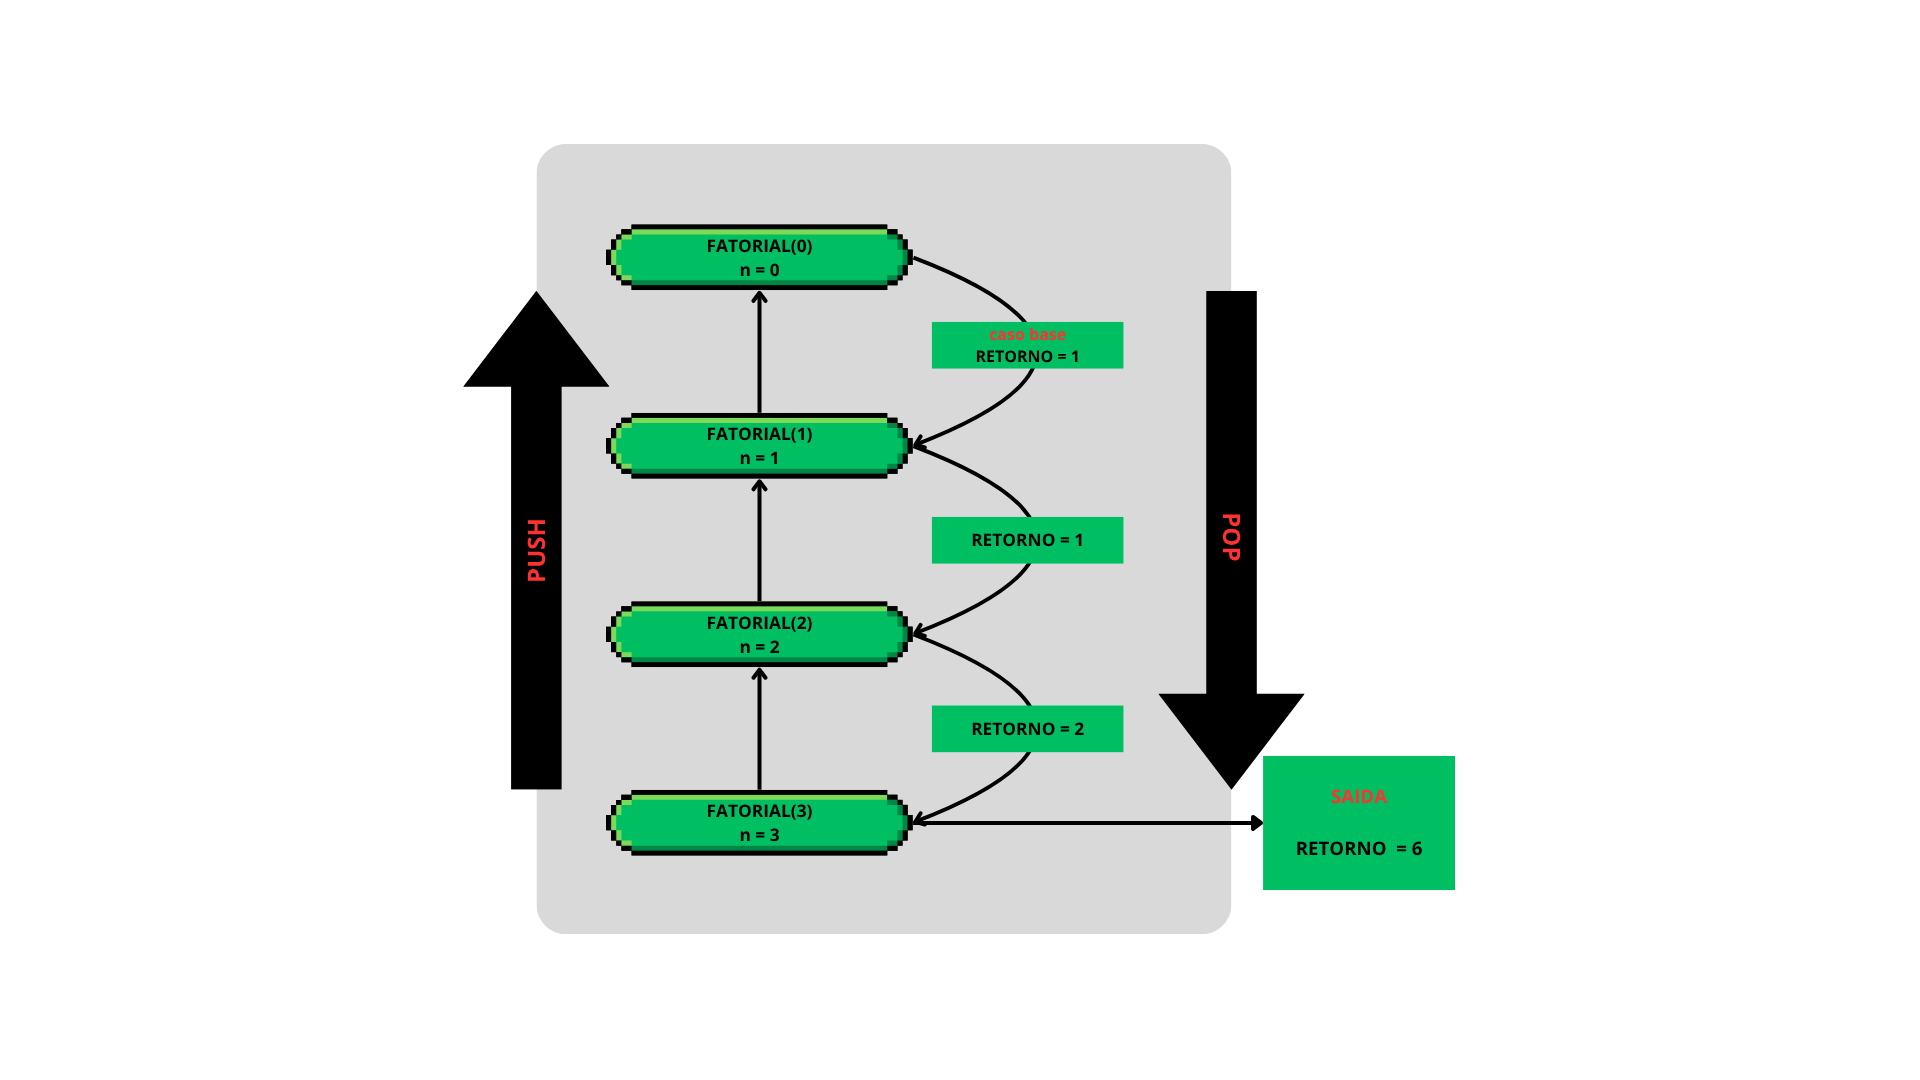 FATORIAL(0)
n = 0
caso base
RETORNO = 1
FATORIAL(1)
n = 1
PUSH
RETORNO = 1
POP
FATORIAL(2)
n = 2
RETORNO = 2
FATORIAL(3)
n = 3
SAIDA
RETORNO = 6